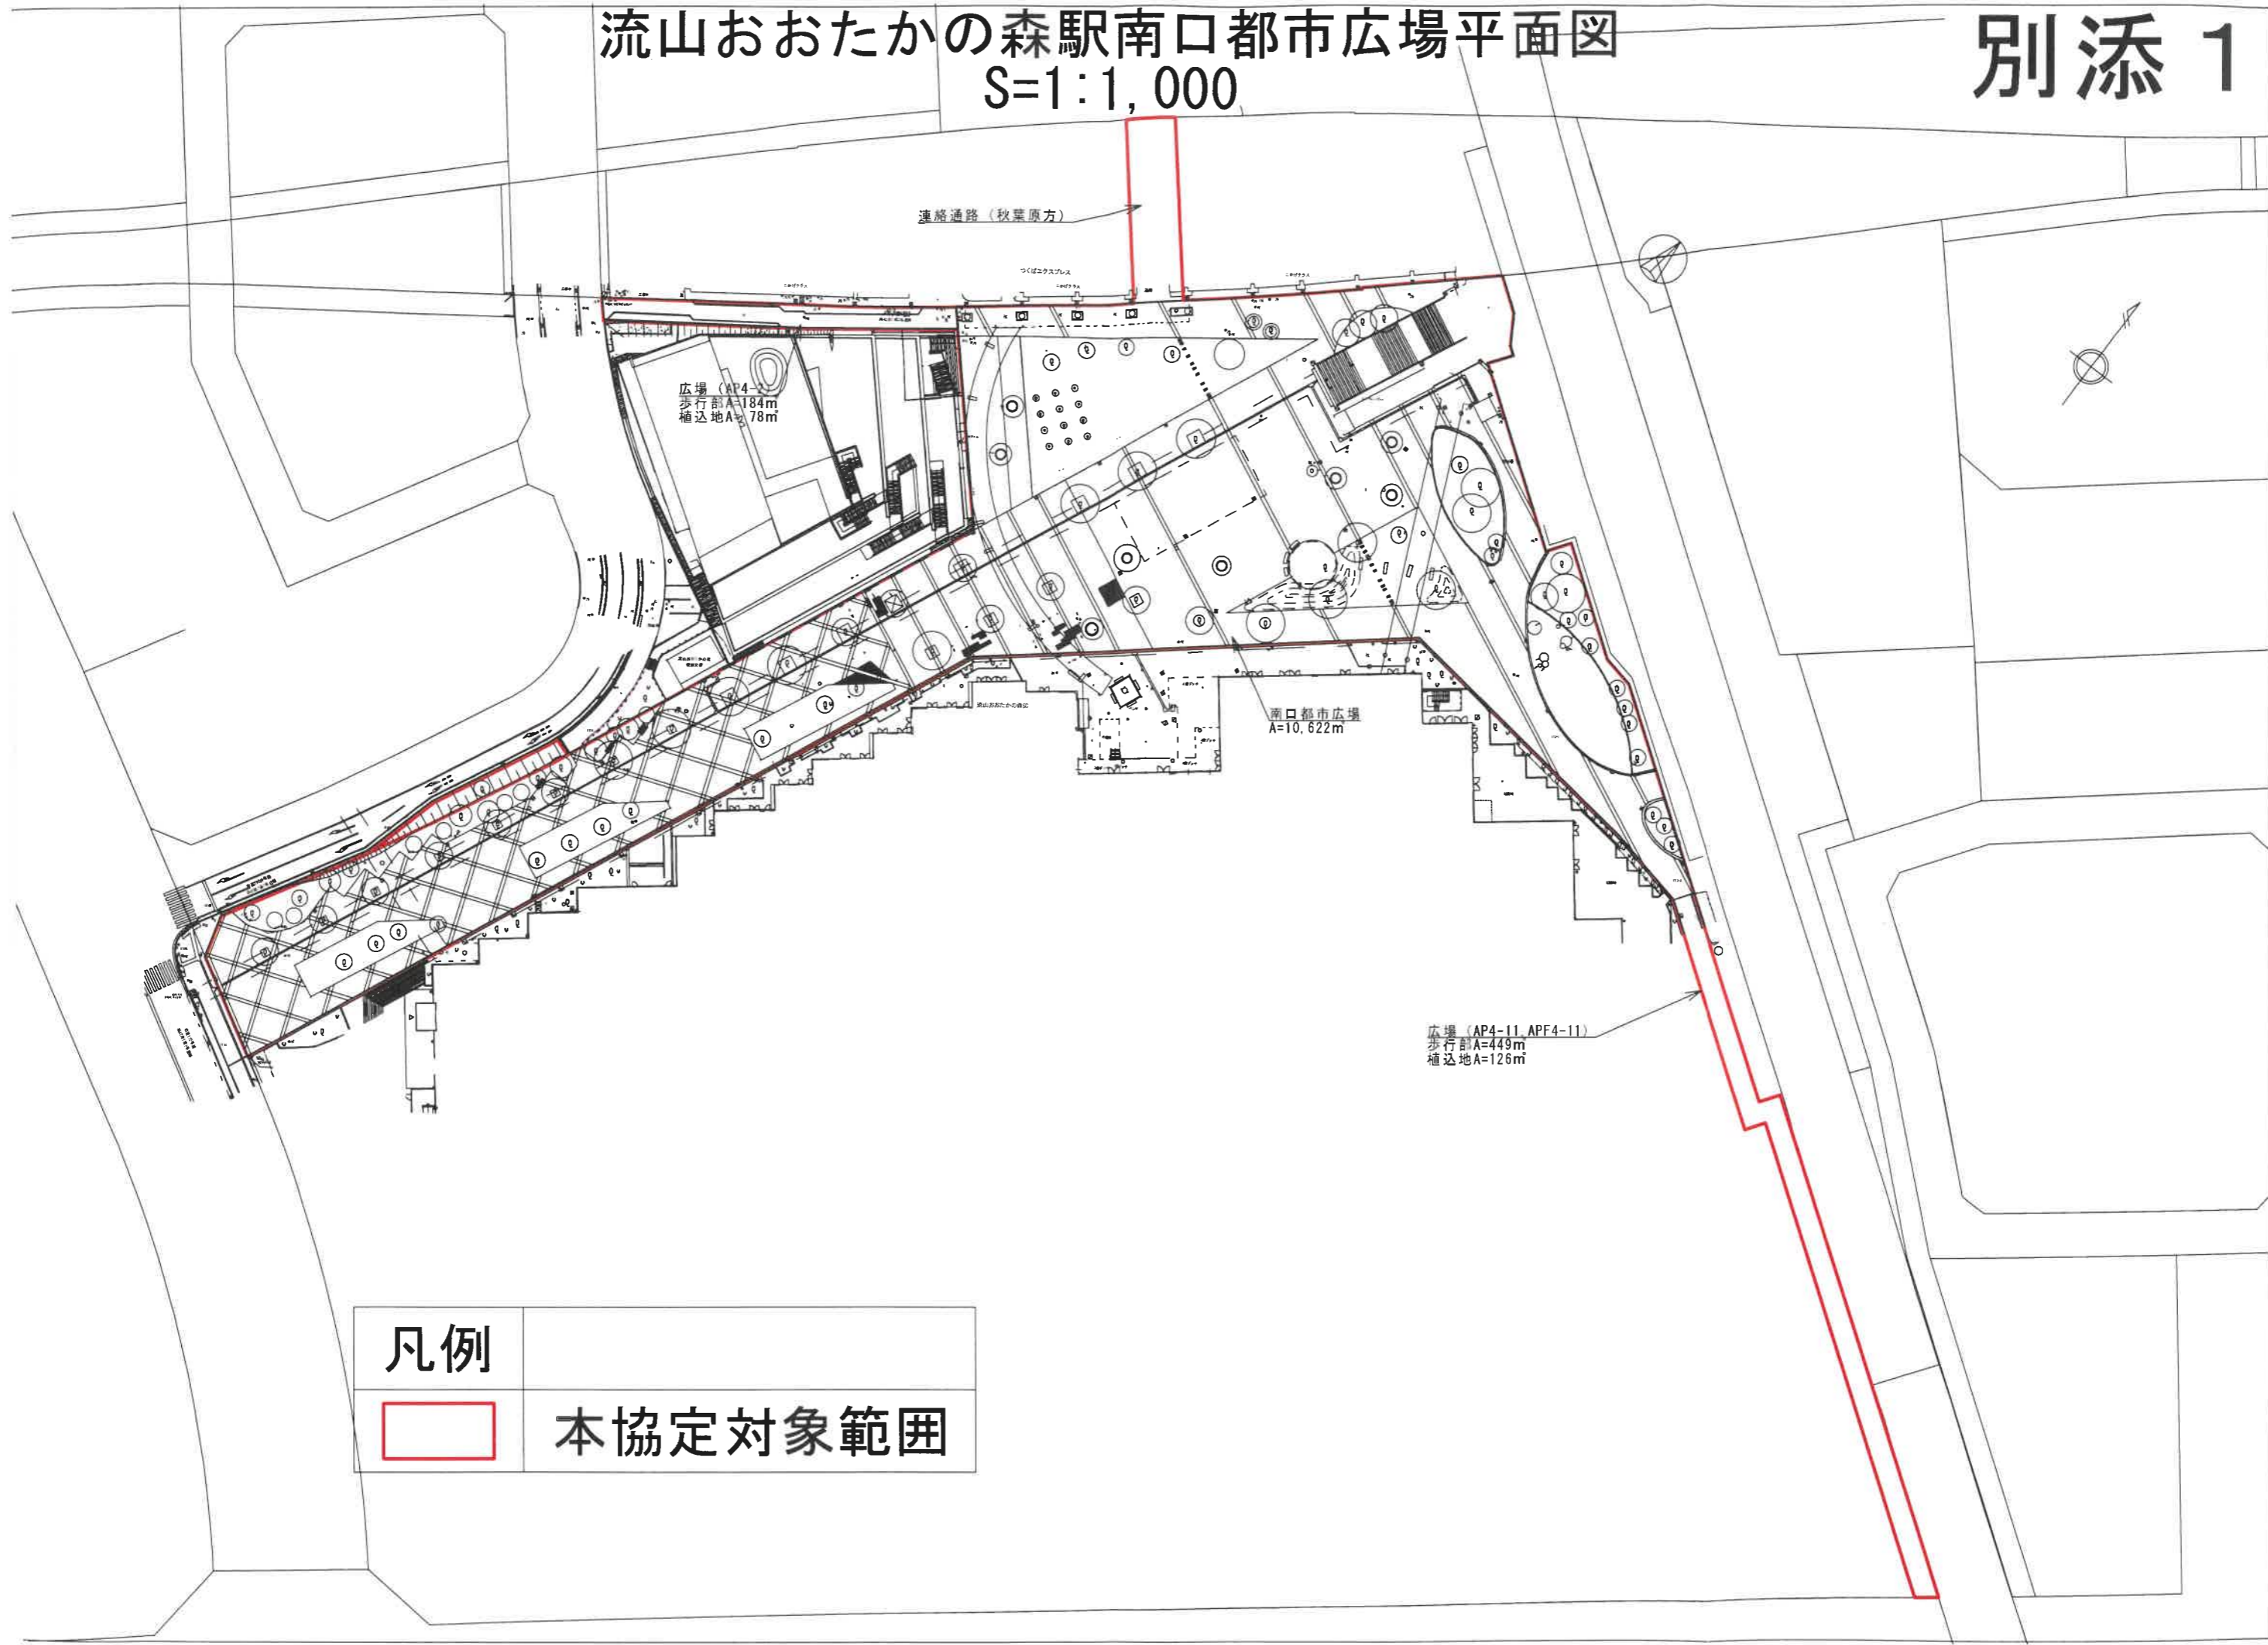 流山おおたかの森駅南口都市広場平面図
S=1:1,000
別添1
連絡通路（秋葉原方）
つくばエクスプレス
広場（AP4-2）
歩行部A=184㎡
植込地A= 78㎡
南口都市広場
A=10,622㎡
広場（AP4-11,APF4-11）
歩行部A=449㎡
植込地A=126㎡
凡例
本協定対象範囲